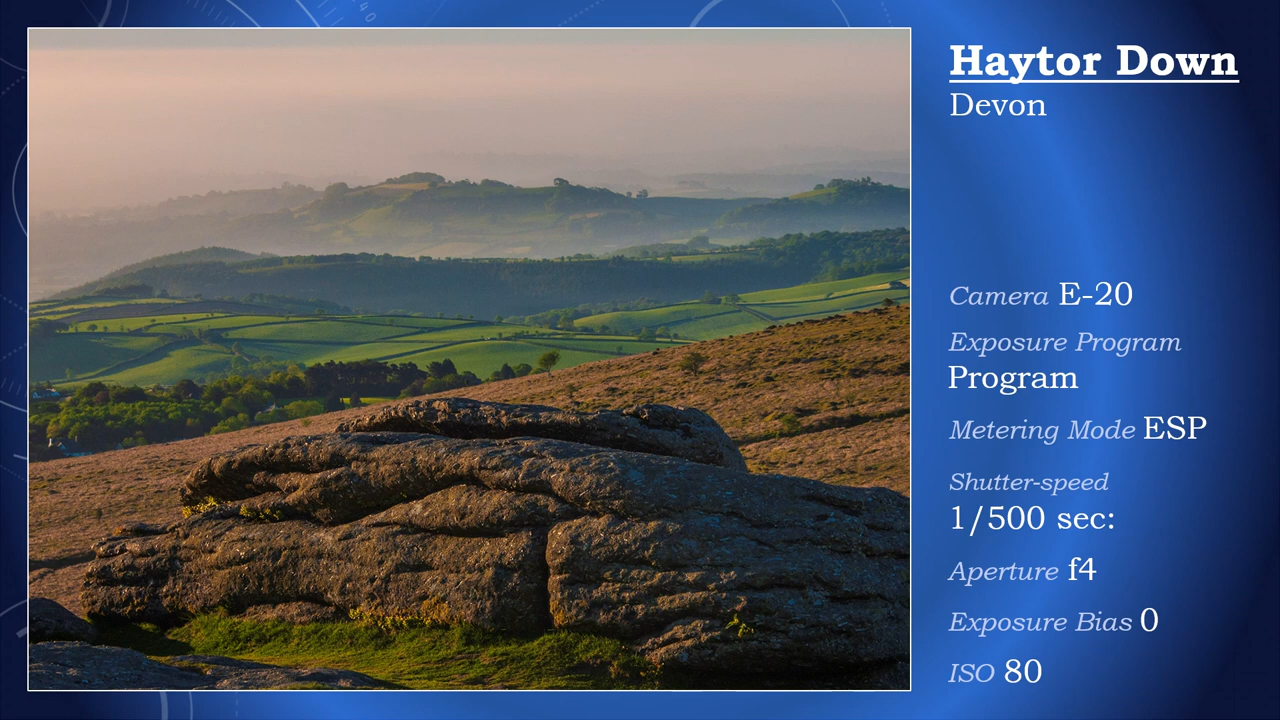 Haytor Down
Devon
Camera E-20
Exposure Program
Program
Metering Mode ESP
Shutter-speed
1/500 sec:
Aperture f4
Exposure Bias 0
ISO 80
40